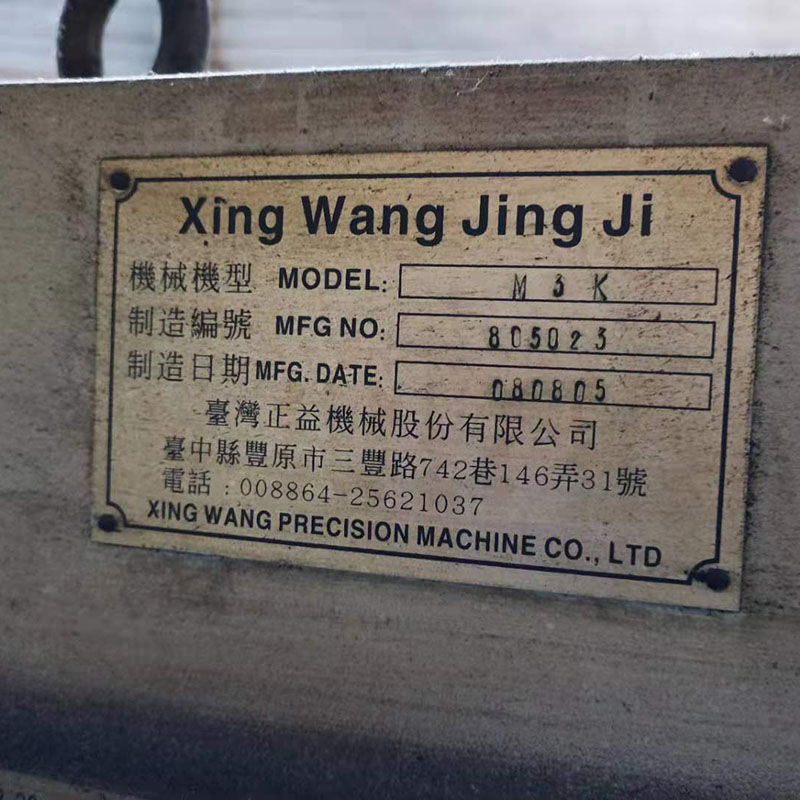 Xing Wang Jing Ji
機械機型 MODEL: M3K
制造編號 MFG NO: 805023
制造日期 MFG. DATE: 080805
臺灣正益機械股份有限公司
臺中縣豐原市三豐路742巷146弄31號
電話：008864-25621037
XING WANG PRECISION MACHINE CO., LTD